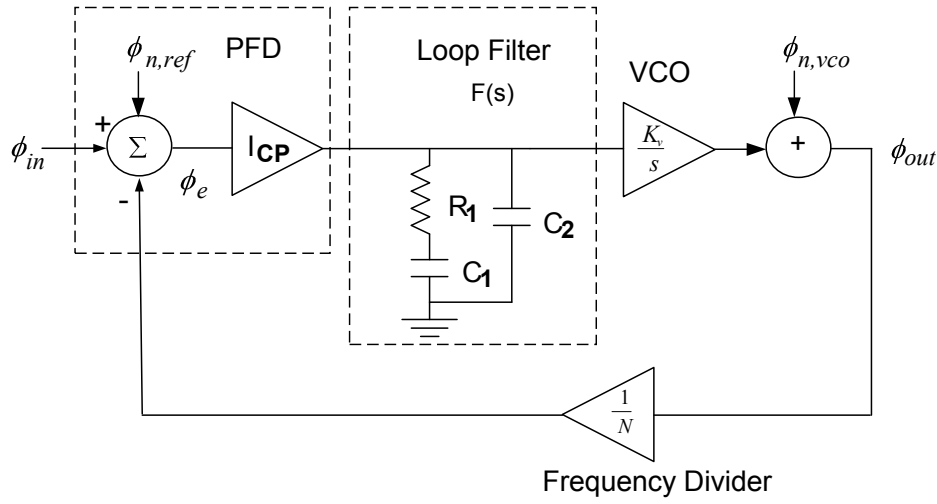 PFD
Loop Filter
F(s)
VCO
ϕn,ref
ϕn,vco
+
Σ
ϕin
ϕe
-
ICP
R1
C1
C2
Kv
s
+
ϕout
1
N
Frequency Divider